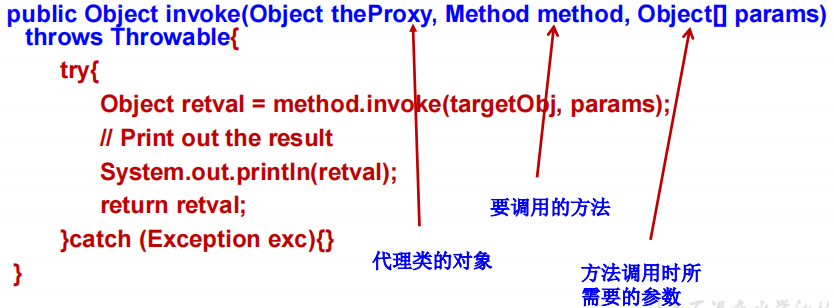 public Object invoke(Object theProxy, Method method, Object[] params)
throws Throwable{
try{
Object retval = method.invoke(targetObj, params);
// Print out the result
System.out.println(retval);
return retval;
}catch (Exception exc){}
}
要调用的方法
代理类的对象
方法调用时所
需要的参数